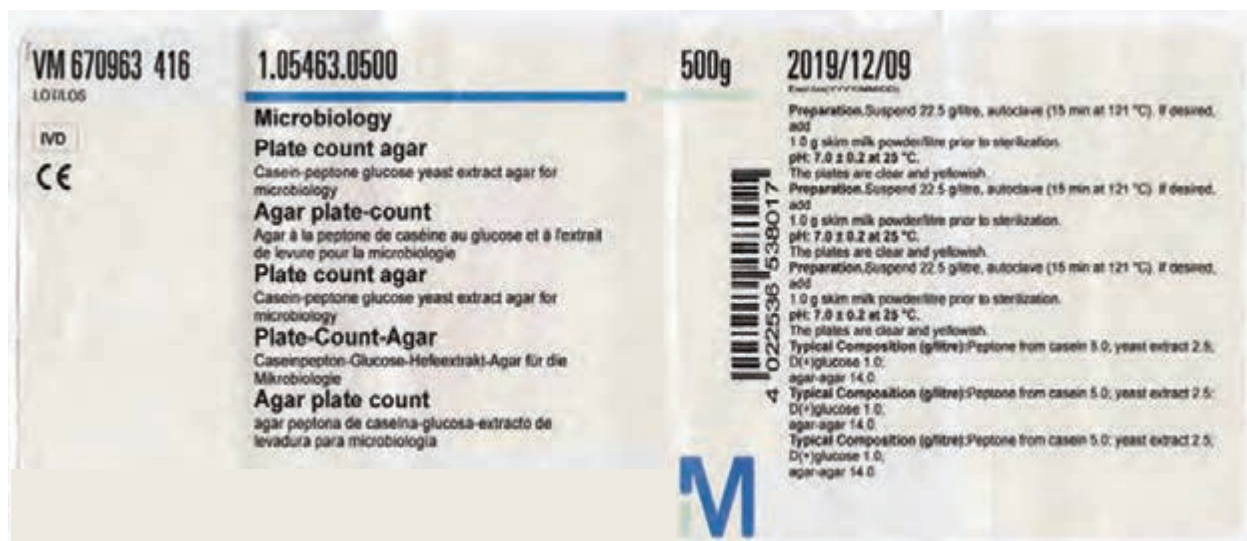 VM 670963 416
LOT/LOS
IVD
CE
1.05463.0500
Microbiology
Plate count agar
Casein-peptone glucose yeast extract agar for
microbiology
Agar plate-count
Agar à la peptone de caséine au glucose et à l'extrait
de levure pour la microbiologie
Plate count agar
Casein-peptone glucose yeast extract agar for
microbiology
Plate-Count-Agar
Caseinpepton-Glucose-Hefeextrakt-Agar für die
Mikrobiologie
Agar plate count
agar peptona de caseína-glucosa-extracto de
levadura para microbiología
500g
4 022536 538017
M
2019/12/09
(YYYY/MM/DD)
Preparation.Suspend 22.5 g/litre, autoclave (15 min at 121 °C). If desired,
add
1.0 g skim milk powder/litre prior to sterilization.
pH: 7.0 ± 0.2 at 25 °C.
The plates are clear and yellowish.
Preparation.Suspend 22.5 g/litre, autoclave (15 min at 121 °C). If desired,
add
1.0 g skim milk powder/litre prior to sterilization.
pH: 7.0 ± 0.2 at 25 °C.
The plates are clear and yellowish.
Preparation.Suspend 22.5 g/litre, autoclave (15 min at 121 °C). If desired,
add
1.0 g skim milk powder/litre prior to sterilization.
pH: 7.0 ± 0.2 at 25 °C.
The plates are clear and yellowish.
Typical Composition (g/litre):Peptone from casein 5.0; yeast extract 2.5;
D(+)glucose 1.0;
agar-agar 14.0
Typical Composition (g/litre):Peptone from casein 5.0; yeast extract 2.5;
D(+)glucose 1.0;
agar-agar 14.0
Typical Composition (g/litre):Peptone from casein 5.0; yeast extract 2.5;
D(+)glucose 1.0;
agar-agar 14.0